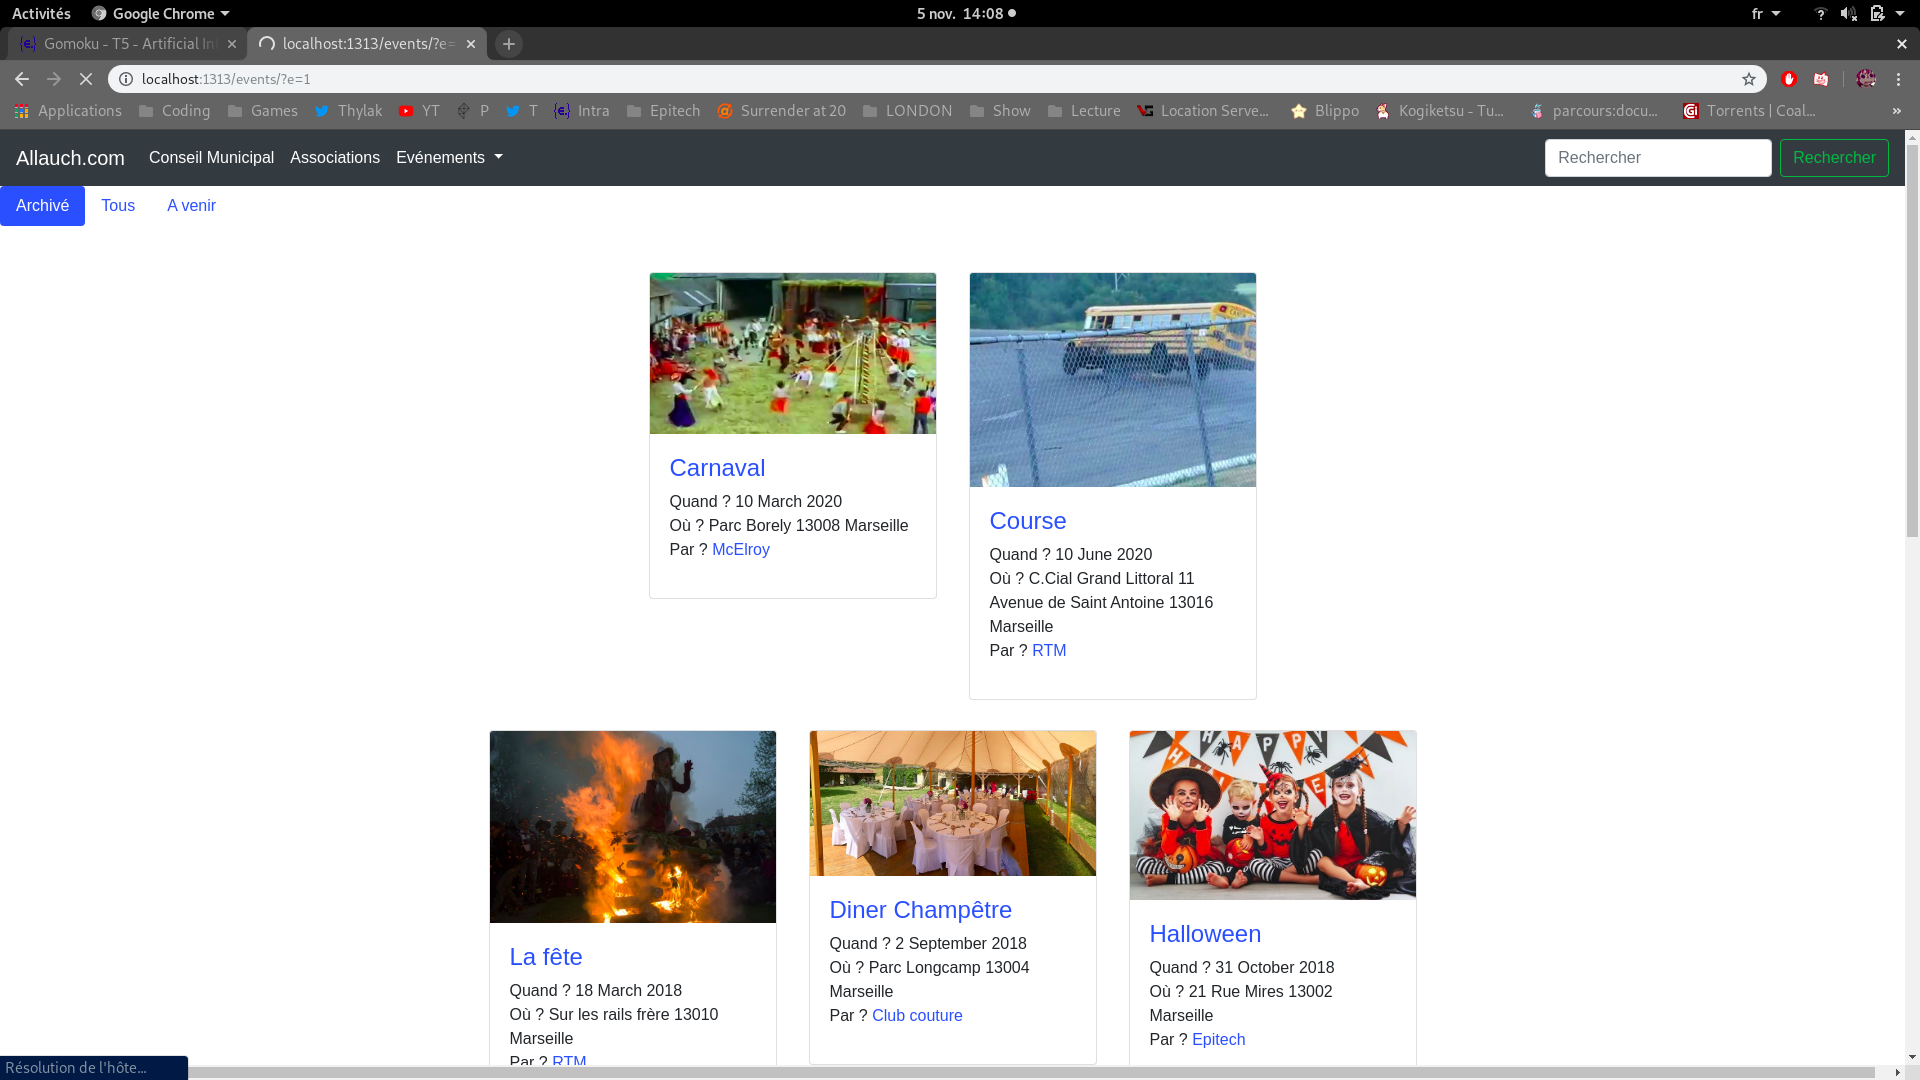 Activités
Google Chrome
5 nov. 14:08
fr
Gomoku - T5 - Artificial In
localhost:1313/events/?e=
localhost:1313/events/?e=1
Applications
Coding
Games
Thylak
YT
P
T
Intra
Epitech
Surrender at 20
LONDON
Show
Lecture
Location Serve...
Blippo
Kogiketsu - Tu...
parcours:docu...
Torrents | Coal...
»
Allauch.com
Conseil Municipal
Associations
Evénements
Rechercher
Rechercher
Archivé
Tous
A venir
Carnaval
Quand ? 10 March 2020
Où ? Parc Borely 13008 Marseille
Par ? McElroy
Course
Quand ? 10 June 2020
Où ? C.Cial Grand Littoral 11
Avenue de Saint Antoine 13016
Marseille
Par ? RTM
La fête
Quand ? 18 March 2018
Où ? Sur les rails frère 13010
Marseille
Par ? RTM
Diner Champêtre
Quand ? 2 September 2018
Où ? Parc Longcamp 13004
Marseille
Par ? Club couture
HAPPY
Halloween
Quand ? 31 October 2018
Où ? 21 Rue Mires 13002
Marseille
Par ? Epitech
Résolution de l'hôte...